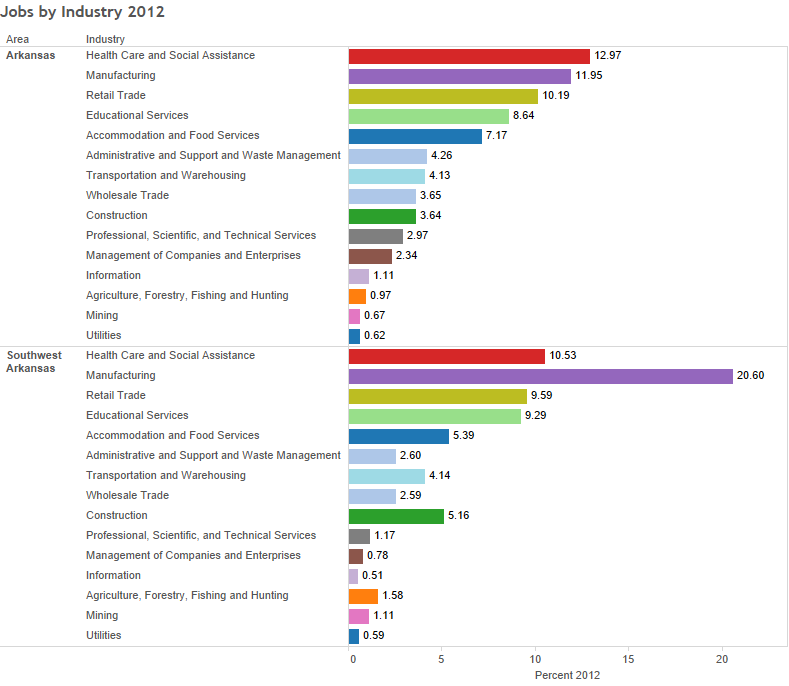 Jobs by Industry 2012
Area Industry
Arkansas Health Care and Social Assistance 12.97
Manufacturing 11.95
Retail Trade 10.19
Educational Services 8.64
Accommodation and Food Services 7.17
Administrative and Support and Waste Management 4.26
Transportation and Warehousing 4.13
Wholesale Trade 3.65
Construction 3.64
Professional, Scientific, and Technical Services 2.97
Management of Companies and Enterprises 2.34
Information 1.11
Agriculture, Forestry, Fishing and Hunting 0.97
Mining 0.67
Utilities 0.62
Southwest Health Care and Social Assistance 10.53
Arkansas
Manufacturing 20.60
Retail Trade 9.59
Educational Services 9.29
Accommodation and Food Services 5.39
Administrative and Support and Waste Management 2.60
Transportation and Warehousing 4.14
Wholesale Trade 2.59
Construction 5.16
Professional, Scientific, and Technical Services 1.17
Management of Companies and Enterprises 0.78
Information 0.51
Agriculture, Forestry, Fishing and Hunting 1.58
Mining 1.11
Utilities 0.59
0 5 10 15 20
Percent 2012